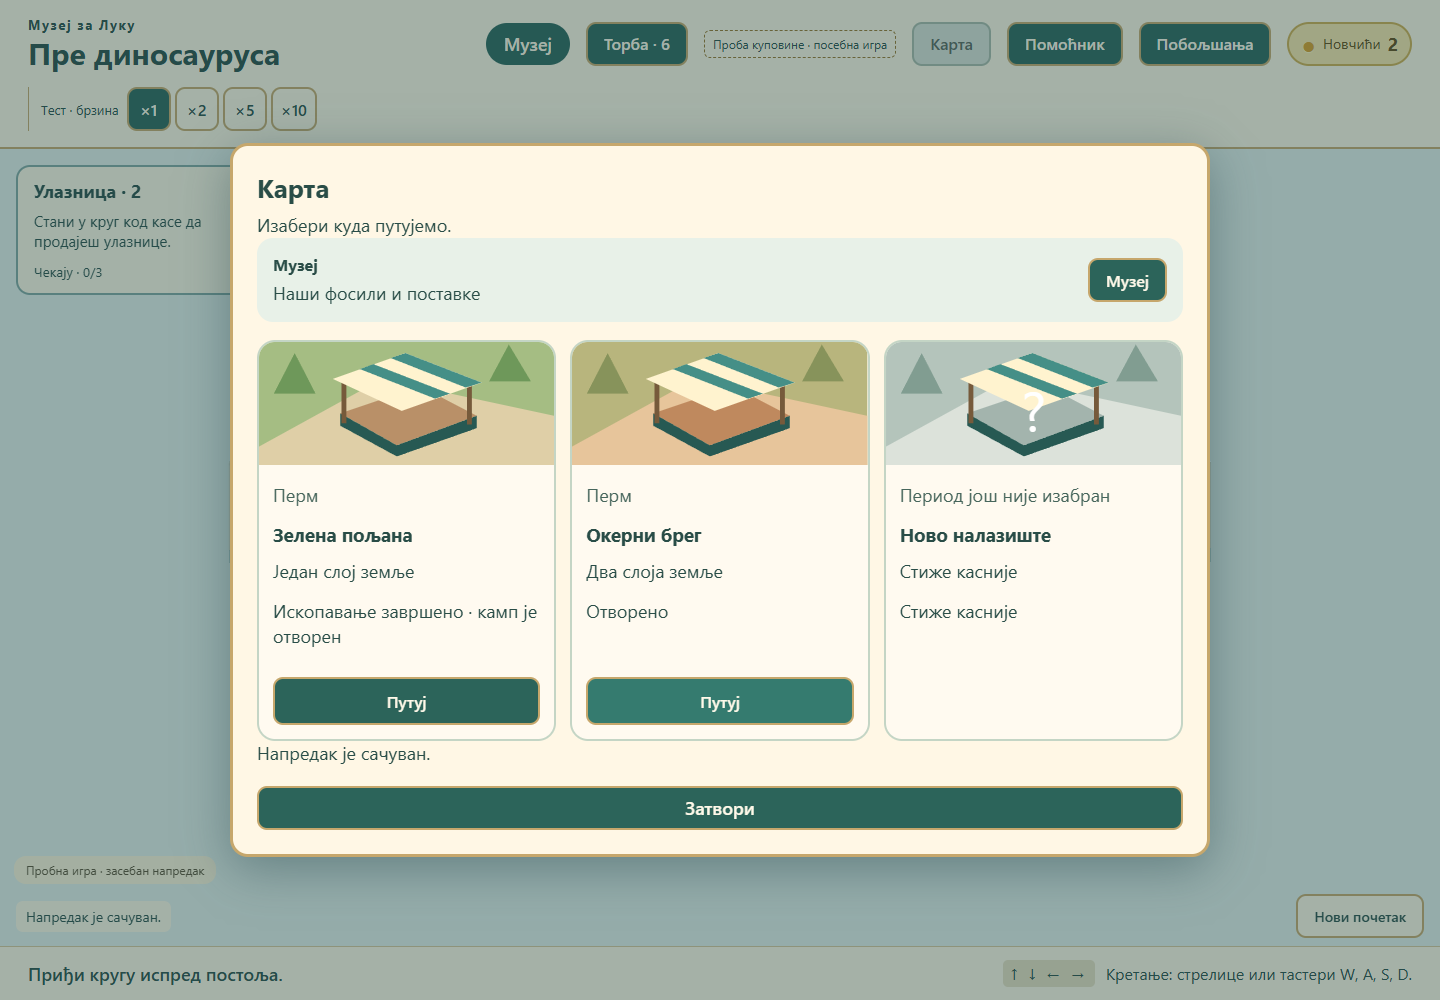 Музеј за Луку
Пре диносауруса
Музеј
Торба · 6
Проба куповине · посебна игра
Карта
Помоћник
Побољшања
Новчићи 2
Тест · брзина
×1
×2
×5
×10
Улазница · 2
Стани у круг код касе да
продајеш улазнице.
Чекају · 0/3
Карта
Изабери куда путујемо.
Музеј
Наши фосили и поставке
Музеј
Перм
Зелена пољана
Један слој земље
Ископавање завршено · камп је
отворен
Путуј
Перм
Окерни брег
Два слоја земље
Отворено
Путуј
?
Период још није изабран
Ново налазиште
Стиже касније
Стиже касније
Напредак је сачуван.
Затвори
Пробна игра · засебан напредак
Напредак је сачуван.
Нови почетак
Приђи кругу испред постоља.
↑ ↓ ← → Кретање: стрелице или тастери W, A, S, D.